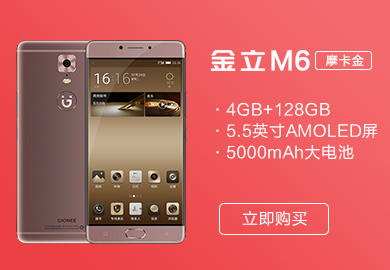 金立M6 摩卡金
· 4GB+128GB
· 5.5英寸AMOLED屏
· 5000mAh大电池
立即购买
GIONEE